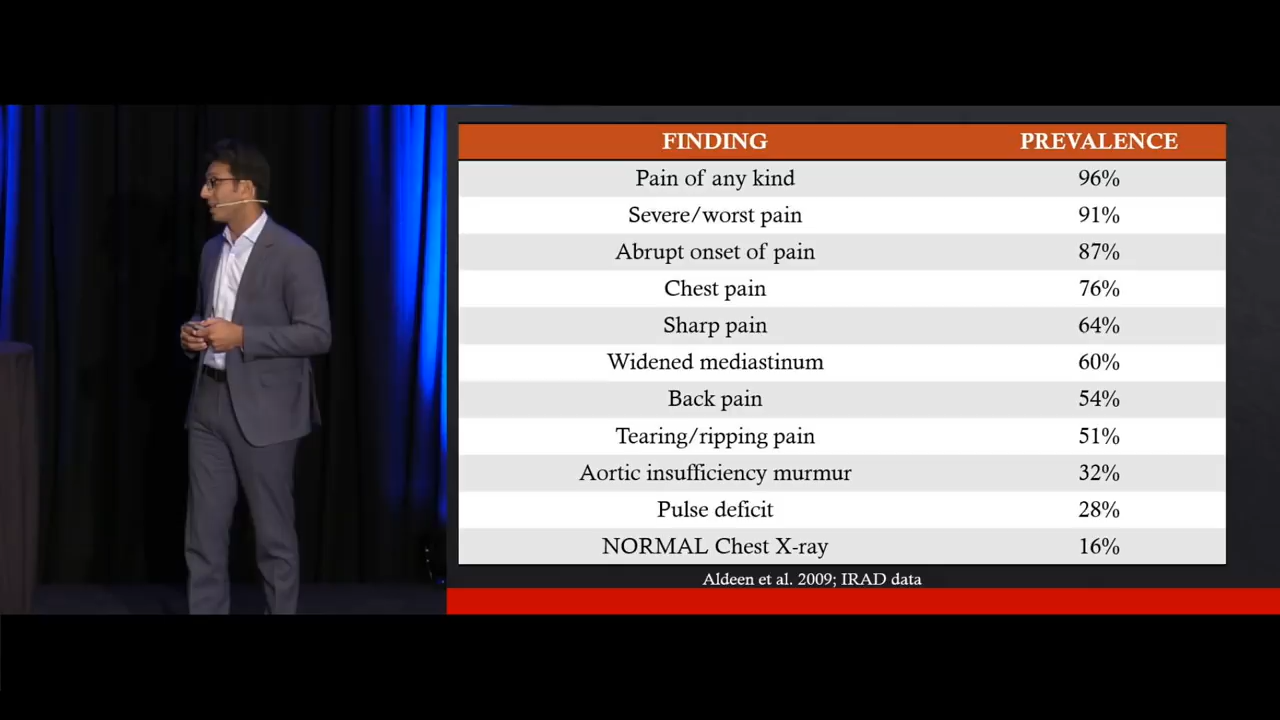 FINDING PREVALENCE
Pain of any kind 96%
Severe/worst pain 91%
Abrupt onset of pain 87%
Chest pain 76%
Sharp pain 64%
Widened mediastinum 60%
Back pain 54%
Tearing/ripping pain 51%
Aortic insufficiency murmur 32%
Pulse deficit 28%
NORMAL Chest X-ray 16%
Aldeen et al. 2009; IRAD data